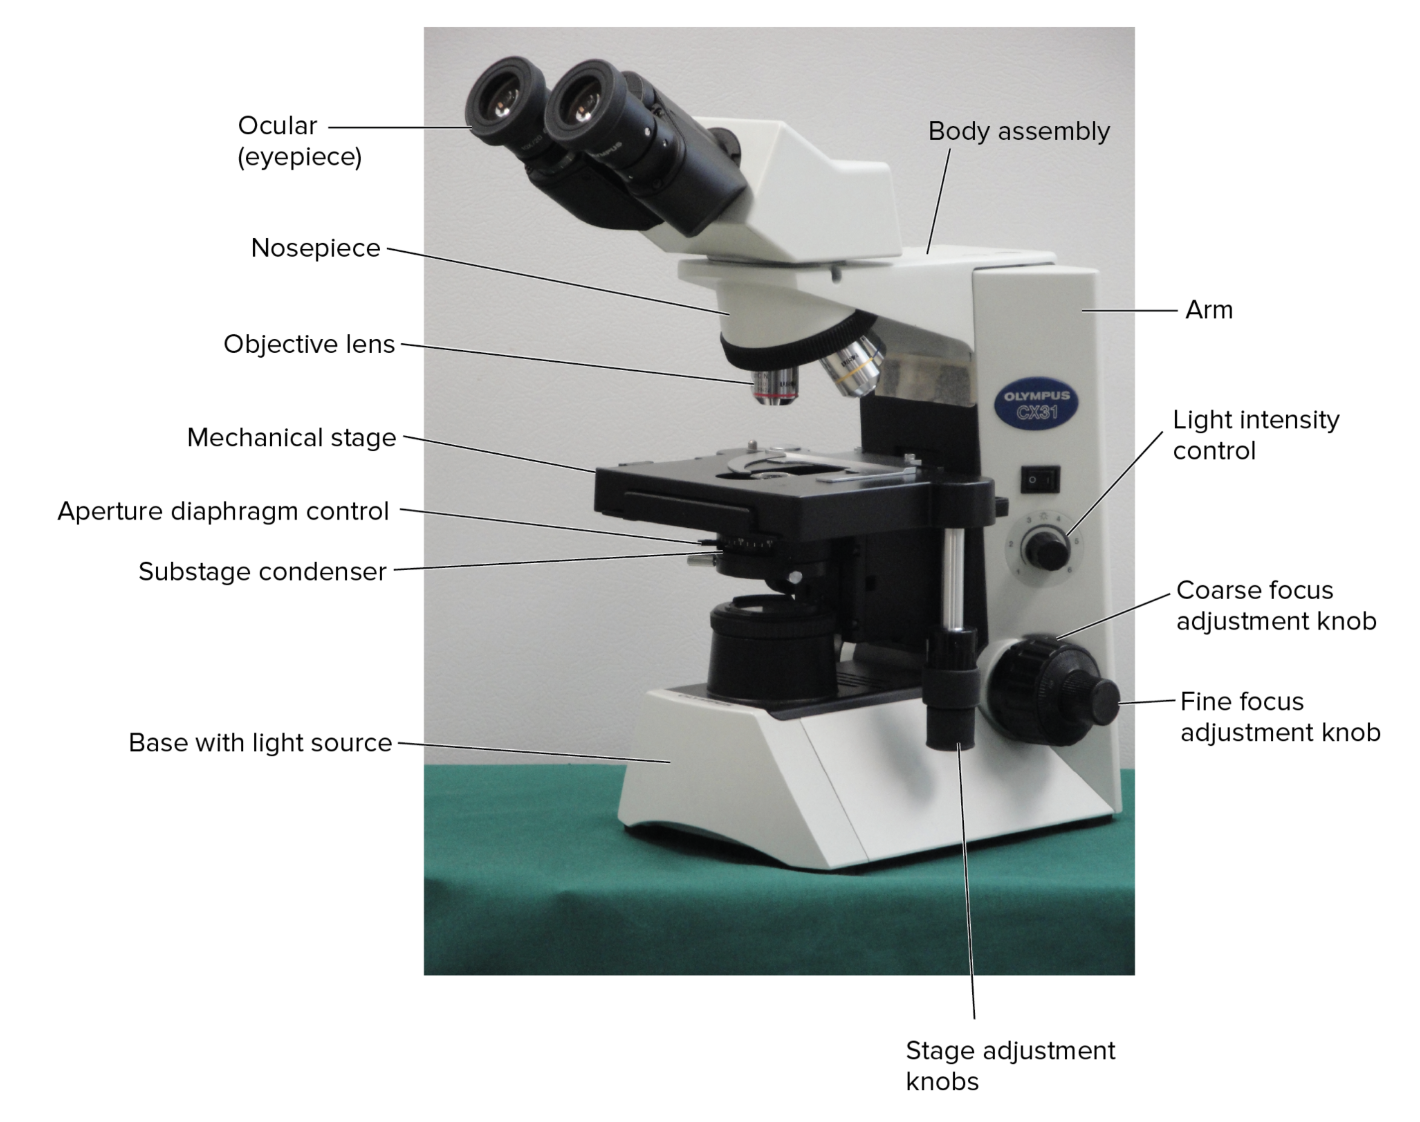 Ocular
(eyepiece)
Body assembly
Nosepiece
Arm
Objective lens
OLYMPUS
CX31
Light intensity
control
Mechanical stage
Aperture diaphragm control
Substage condenser
Coarse focus
adjustment knob
Fine focus
adjustment knob
Base with light source
Stage adjustment
knobs